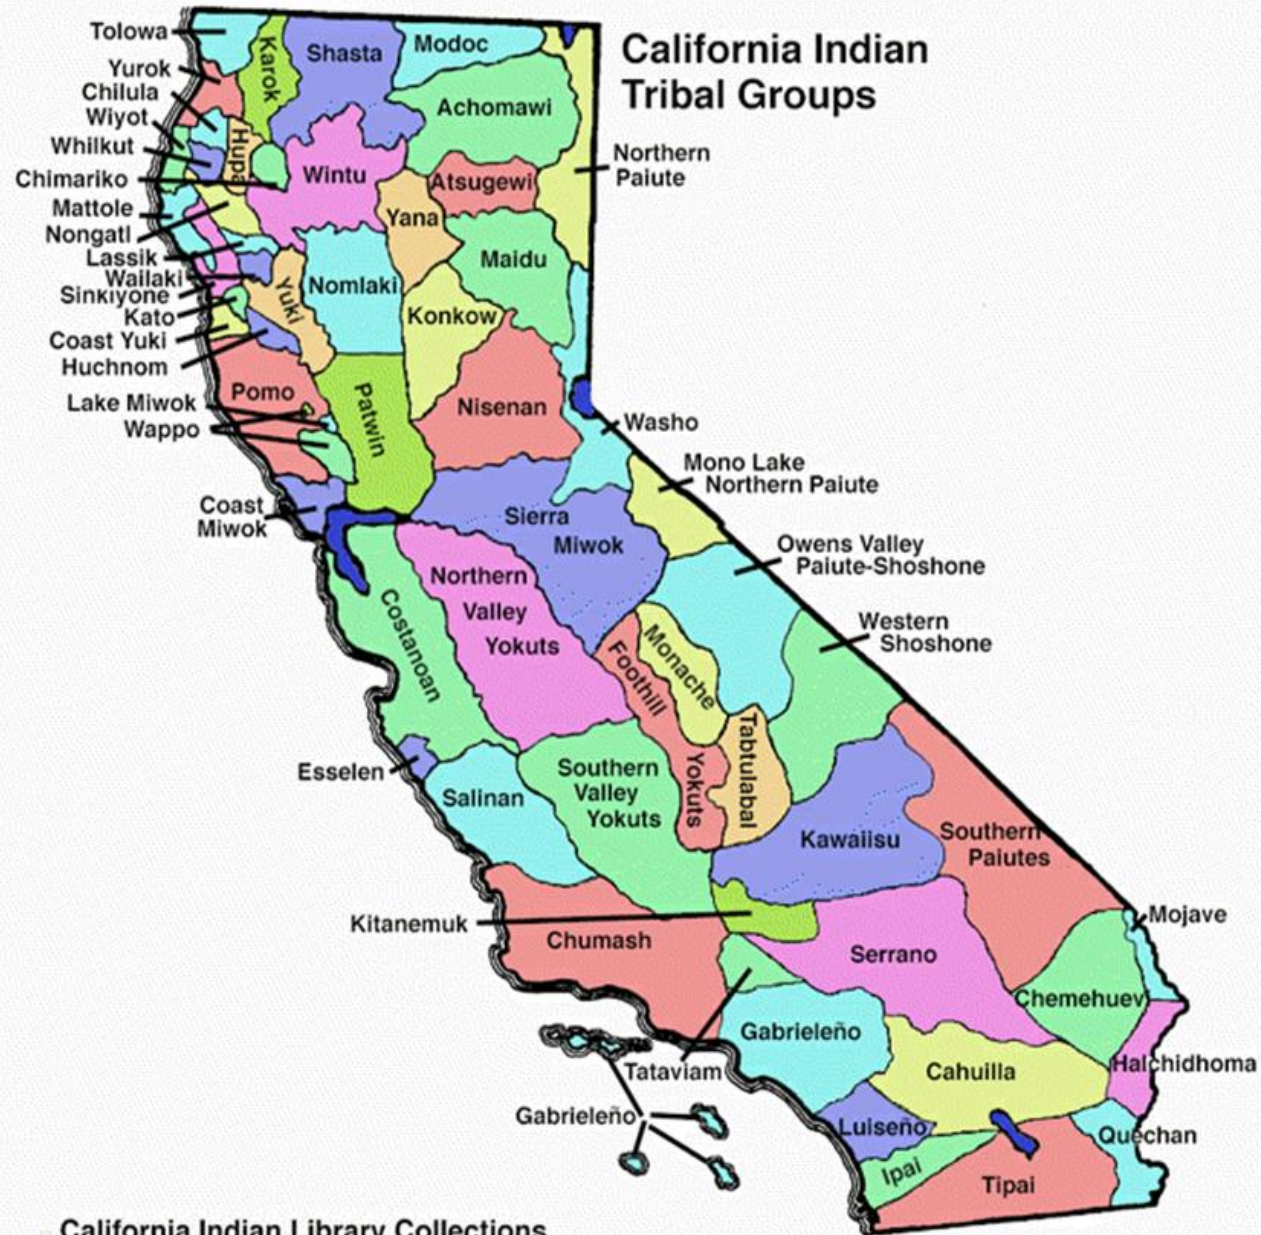 California Indian
Tribal Groups
Tolowa
Karok
Shasta
Modoc
Yurok
Chilula
Wiyot
Whilkut
Hupa
Chimariko
Achomawi
Wintu
Atsugewi
Northern
Paiute
Mattole
Nongatl
Yana
Lassik
Wailaki
Sinkiyone
Kato
Coast Yuki
Huchnom
Yuki
Nomlaki
Maidu
Konkow
Pomo
Lake Miwok
Wappo
Patwin
Nisenan
Washo
Mono Lake
Northern Paiute
Coast
Miwok
Sierra
Miwok
Owens Valley
Paiute-Shoshone
Northern
Valley
Yokuts
Costanoan
Western
Shoshone
Monache
Foothill
Yokuts
Tabtulabal
Esselen
Salinan
Southern
Valley
Yokuts
Kawaiisu
Southern
Paiutes
Kitanemuk
Chumash
Serrano
Mojave
Chemehuevi
Gabrieleño
Tataviam
Cahuilla
Halchidhoma
Gabrieleño
Luiseño
Quechan
Ipai
Tipai
California Indian Library Collections